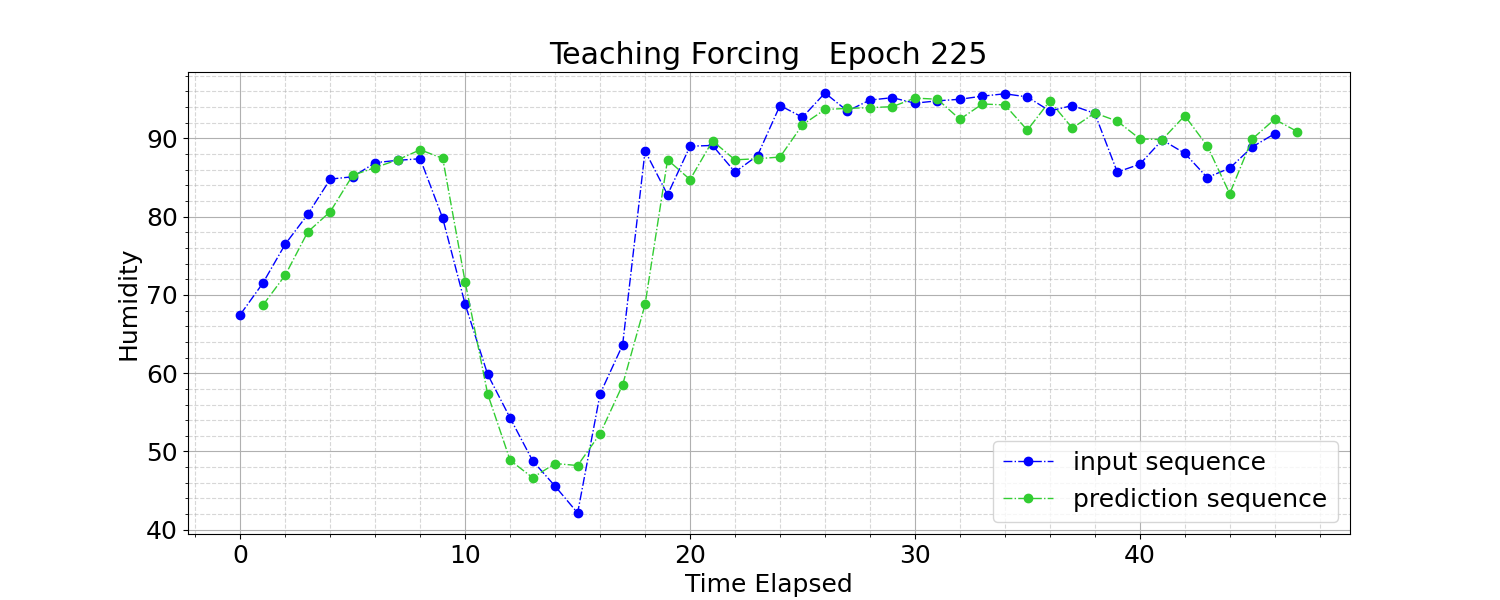 Teaching Forcing   Epoch 225
Humidity
90
80
70
60
50
40
0 10 20 30 40
Time Elapsed
input sequence
prediction sequence